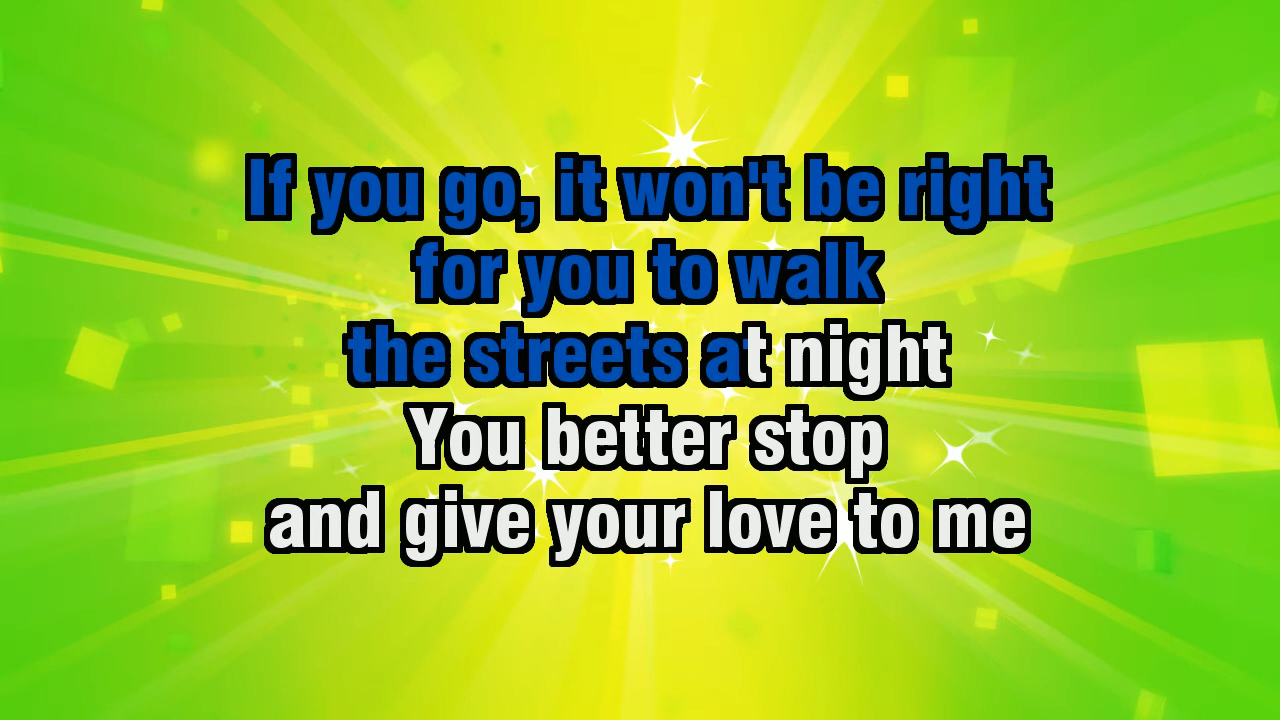 If you go, it won't be right
for you to walk
the streets at night
You better stop
and give your love to me